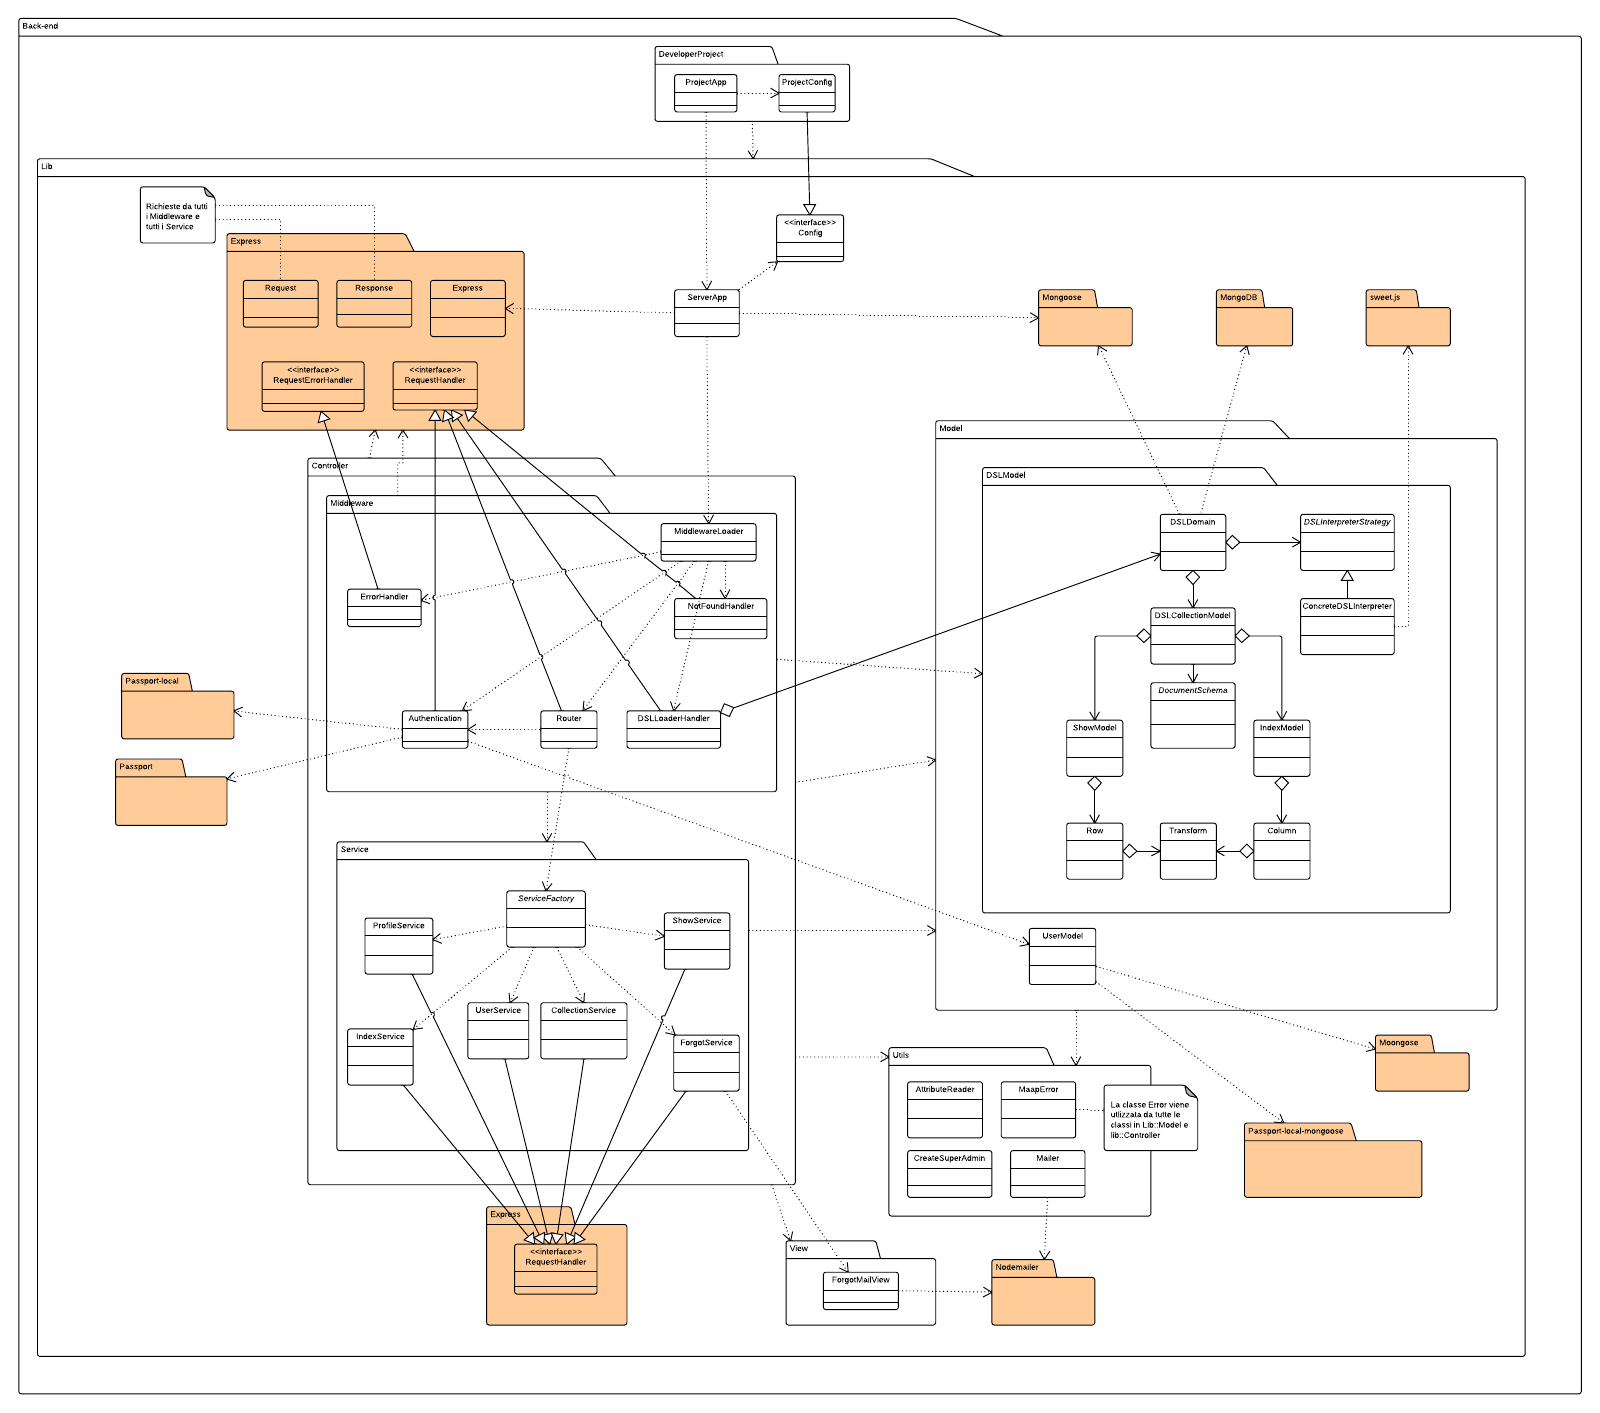 Back-end
DeveloperProject
ProjectApp
ProjectConfig
Lib
Richieste da tutti
i Middleware e
tutti i Service
<<interface>>
Config
Express
Request
Response
Express
ServerApp
Mongoose
MongoDB
sweet.js
<<interface>>
RequestErrorHandler
<<interface>>
RequestHandler
Model
Controller
DSLModel
Middleware
MiddlewareLoader
DSLDomain
DSLInterpreterStrategy
ErrorHandler
NotFoundHandler
DSLCollectionModel
ConcreteDSLInterpreter
Passport-local
DocumentSchema
Authentication
Router
DSLLoaderHandler
ShowModel
IndexModel
Passport
Row
Transform
Column
Service
ServiceFactory
ProfileService
ShowService
UserModel
UserService
CollectionService
IndexService
ForgotService
Moongose
Utils
AttributeReader
MaapError
La classe Error viene
utlizzata da tutte le
classi in Lib::Model e
lib::Controller
Passport-local-mongoose
CreateSuperAdmin
Mailer
Express
<<interface>>
RequestHandler
View
ForgotMailView
Nodemailer